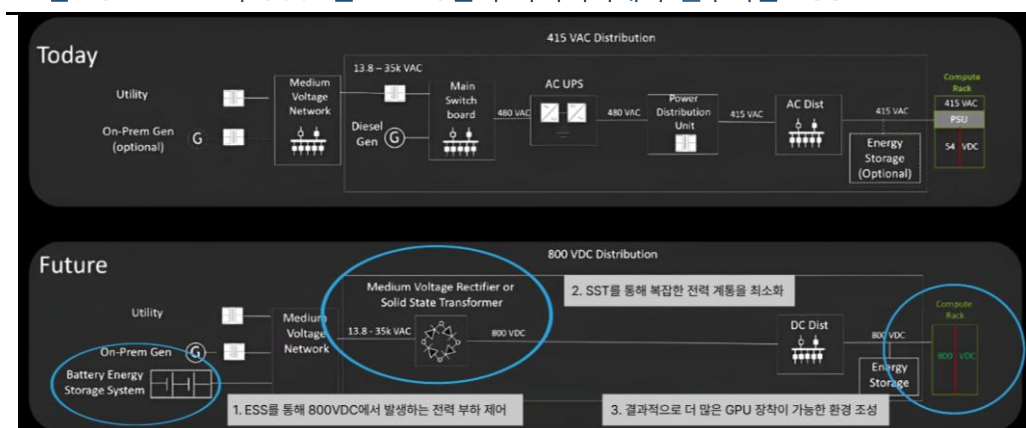 Today
415 VAC Distribution
Utility
On-Prem Gen
(optional)
G
Medium
Voltage
Network
13.8 – 35k VAC
Diesel
Gen
G
Main
Switch
board
480 VAC
AC UPS
480 VAC
Power
Distribution
Unit
415 VAC
AC Dist
415 VAC
Energy
Storage
(Optional)
Compute
Rack
415 VAC
PSU
54 VDC
Future
800 VDC Distribution
Utility
On-Prem Gen
G
Battery Energy
Storage System
Medium
Voltage
Network
13.8 - 35k VAC
Medium Voltage Rectifier or
Solid State Transformer
800 VDC
2. SST를 통해 복잡한 전력 계통을 최소화
DC Dist
800 VDC
Energy
Storage
Compute
Rack
800 VDC
1. ESS를 통해 800VDC에서 발생하는 전력 부하 제어
3. 결과적으로 더 많은 GPU 장착이 가능한 환경 조성